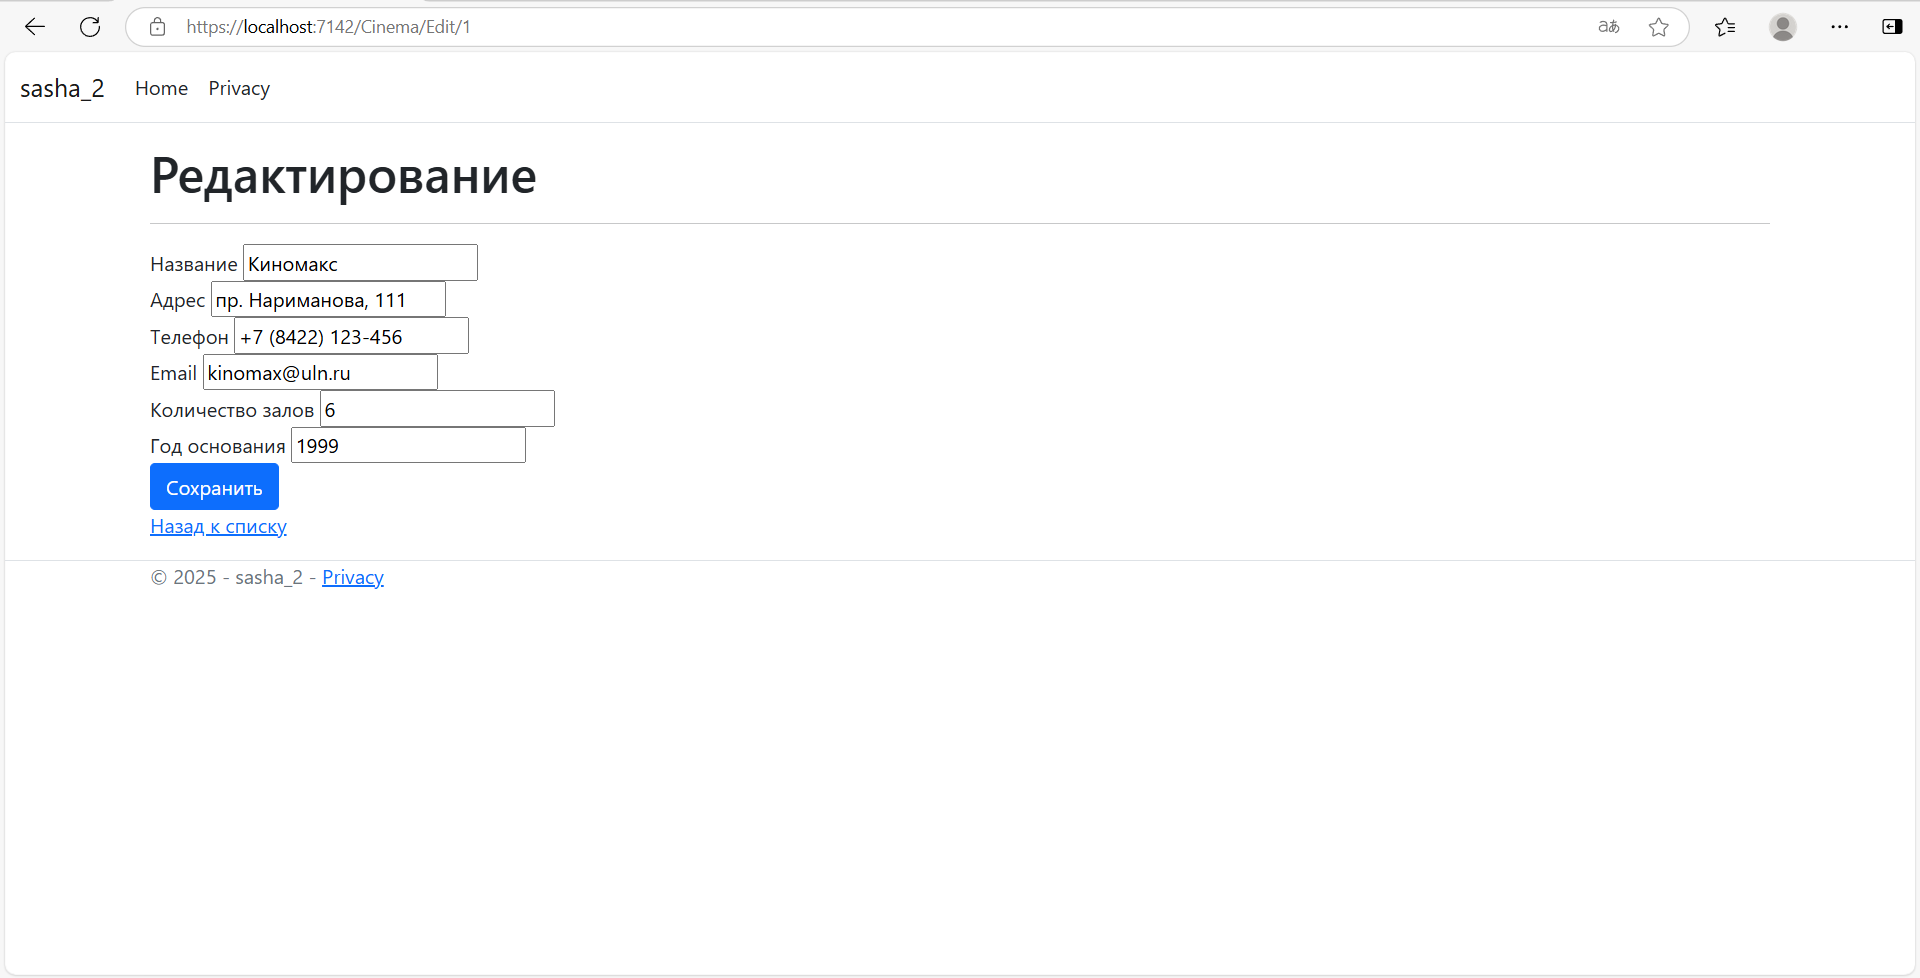 https://localhost:7142/Cinema/Edit/1
sasha_2 Home Privacy
Редактирование
Название Киномакс
Адрес пр. Нариманова, 111
Телефон +7 (8422) 123-456
Email kinomax@uln.ru
Количество залов 6
Год основания 1999
Сохранить
Назад к списку
© 2025 - sasha_2 - Privacy